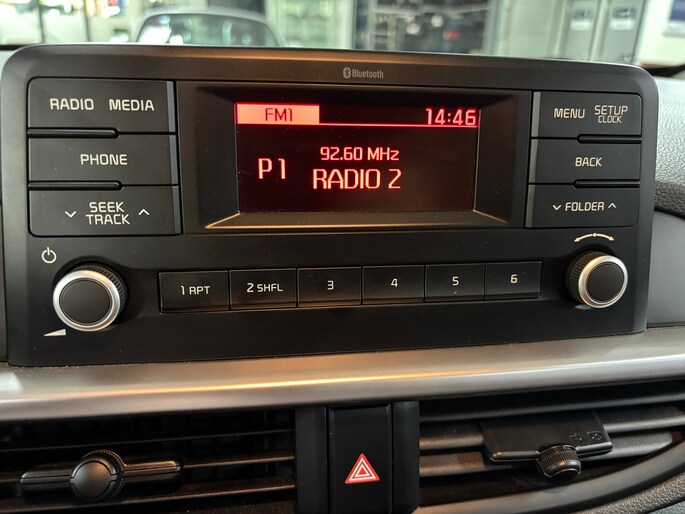 Bluetooth
RADIO MEDIA
PHONE
SEEK
TRACK
FM1 14:46
92.60 MHz
P1 RADIO 2
MENU SETUP
CLOCK
BACK
FOLDER
1 RPT 2 SHFL 3 4 5 6